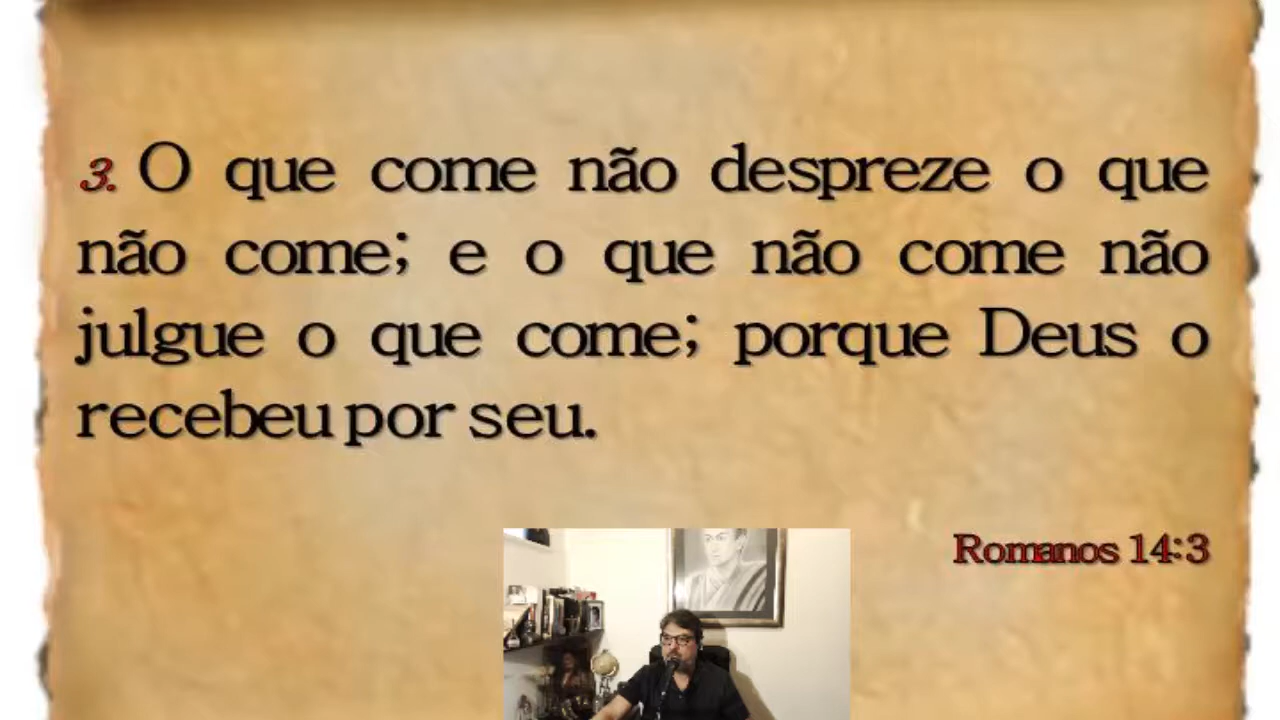 3. O que come não despreze o que
não come; e o que não come não
julgue o que come; porque Deus o
recebeu por seu.
Romanos 14:3